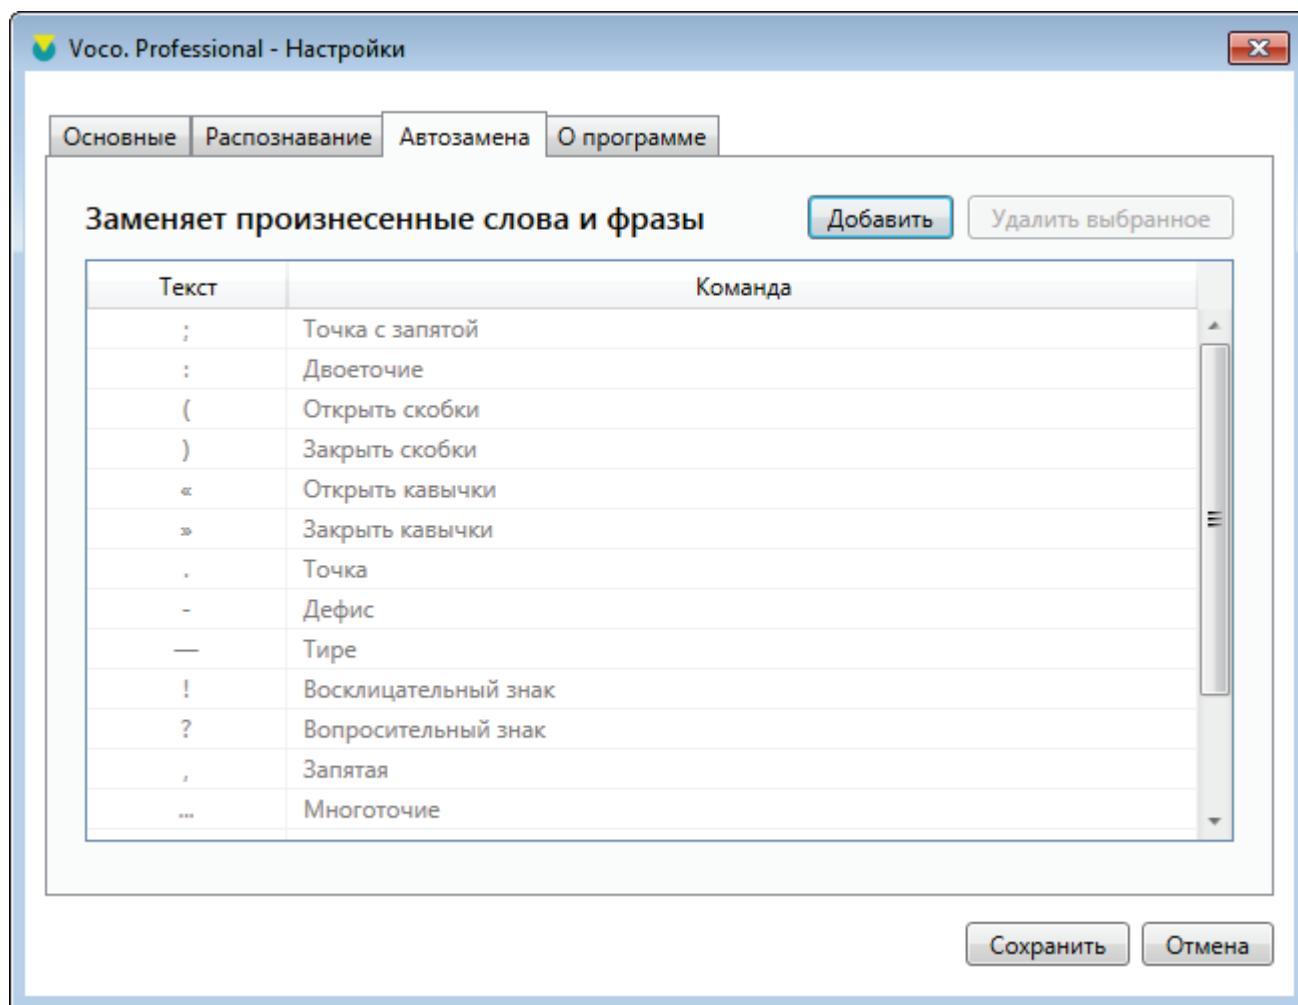 Voco. Professional - Настройки
Основные Распознавание Автозамена О программе
Заменяет произнесенные слова и фразы Добавить Удалить выбранное
Текст Команда
; Точка с запятой
: Двоеточие
( Открыть скобки
) Закрыть скобки
« Открыть кавычки
» Закрыть кавычки
. Точка
- Дефис
— Тире
! Восклицательный знак
? Вопросительный знак
, Запятая
... Многоточие
Сохранить Отмена